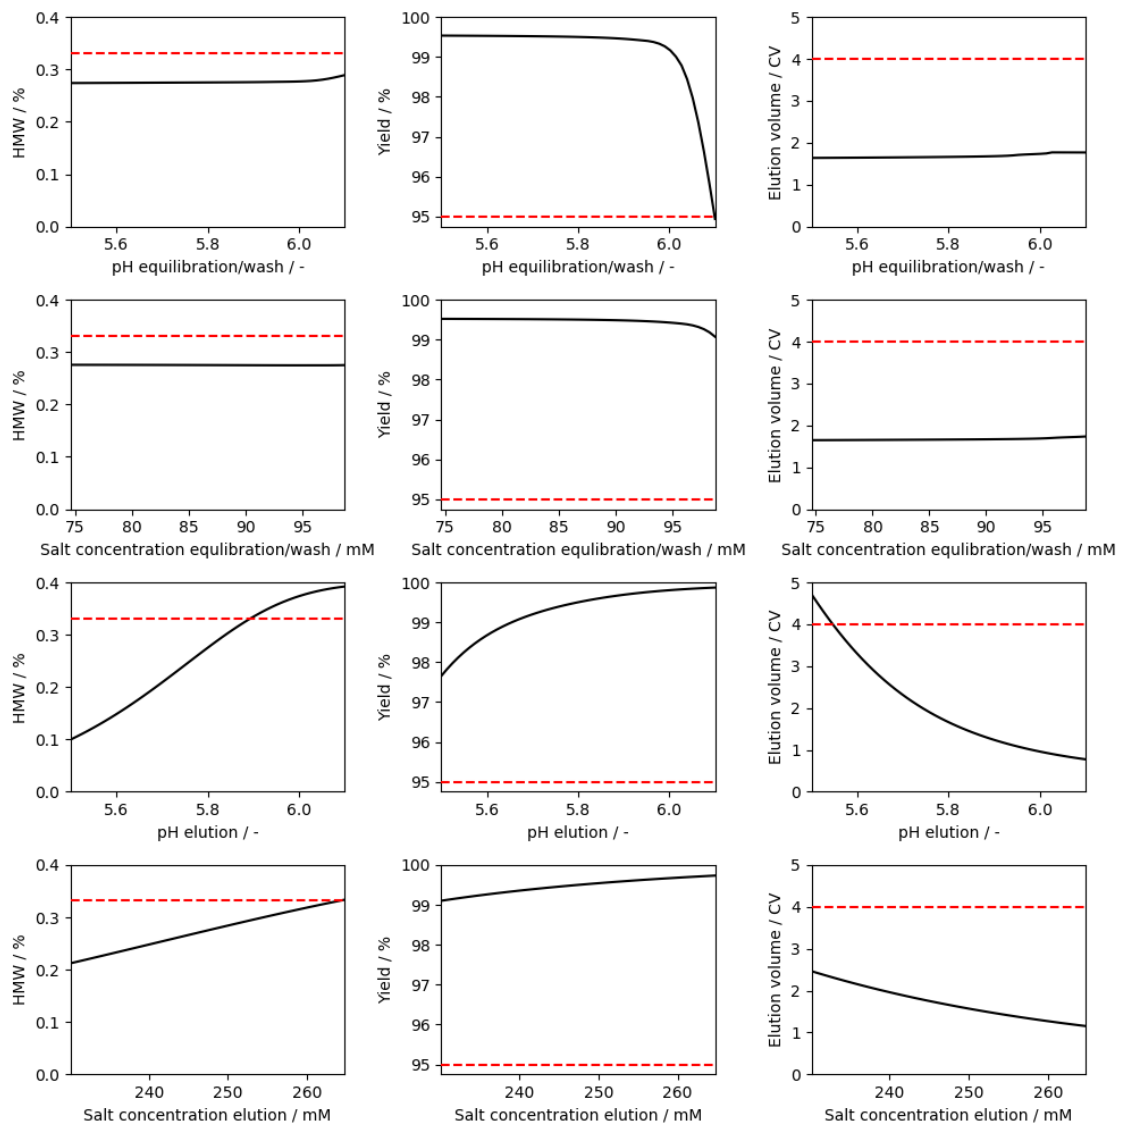 0.4
0.3
0.2
0.1
0.0
HMW / %
5.6 5.8 6.0
pH equilibration/wash / -
100
99
98
97
96
95
Yield / %
5.6 5.8 6.0
pH equilibration/wash / -
5
4
3
2
1
0
Elution volume / CV
5.6 5.8 6.0
pH equilibration/wash / -
0.4
0.3
0.2
0.1
0.0
HMW / %
75 80 85 90 95
Salt concentration equlibration/wash / mM
100
99
98
97
96
95
Yield / %
75 80 85 90 95
Salt concentration equlibration/wash / mM
5
4
3
2
1
0
Elution volume / CV
75 80 85 90 95
Salt concentration equlibration/wash / mM
0.4
0.3
0.2
0.1
0.0
HMW / %
5.6 5.8 6.0
pH elution / -
100
99
98
97
96
95
Yield / %
5.6 5.8 6.0
pH elution / -
5
4
3
2
1
0
Elution volume / CV
5.6 5.8 6.0
pH elution / -
0.4
0.3
0.2
0.1
0.0
HMW / %
240 250 260
Salt concentration elution / mM
100
99
98
97
96
95
Yield / %
240 250 260
Salt concentration elution / mM
5
4
3
2
1
0
Elution volume / CV
240 250 260
Salt concentration elution / mM